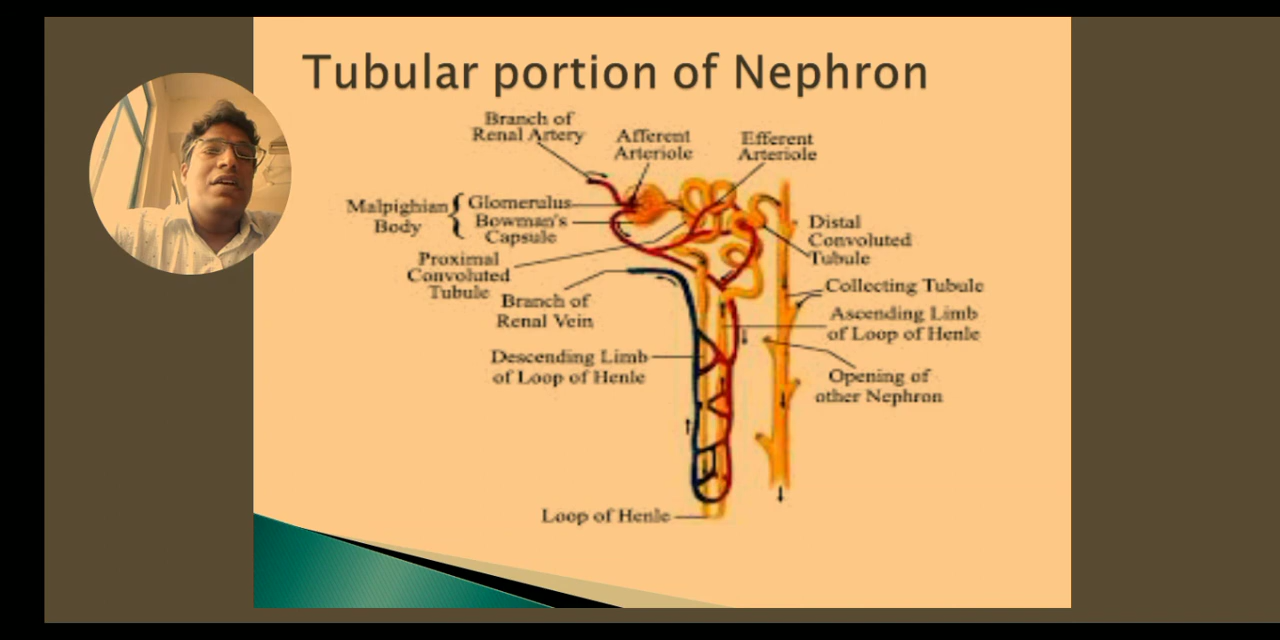 Tubular portion of Nephron
Branch of
Renal Artery
Afferent
Arteriole
Efferent
Arteriole
Malpighian
Body
Glomerulus
Bowman's
Capsule
Proximal
Convoluted
Tubule
Branch of
Renal Vein
Descending Limb
of Loop of Henle
Loop of Henle
Distal
Convoluted
Tubule
Collecting Tubule
Ascending Limb
of Loop of Henle
Opening of
other Nephron